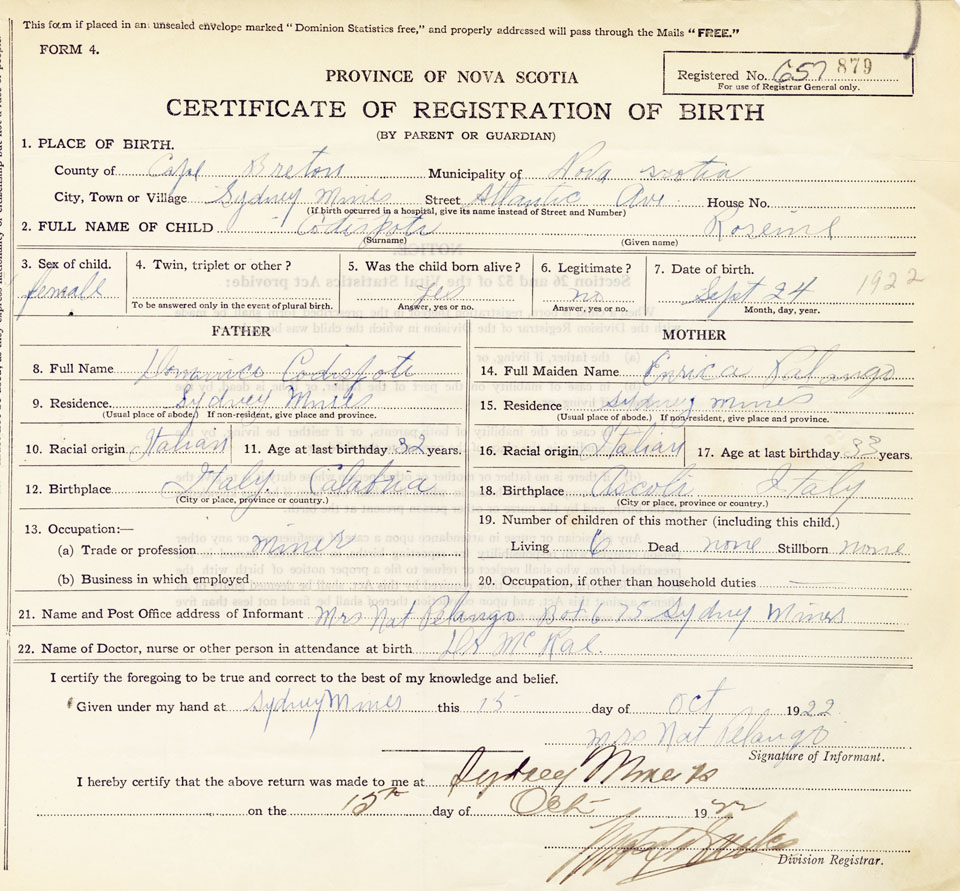 This form if placed in an unsealed envelope marked "Dominion Statistics free," and properly addressed will pass through the Mails "FREE."
FORM 4.
Registered No. 657 879
For use of Registrar General only.
PROVINCE OF NOVA SCOTIA
CERTIFICATE OF REGISTRATION OF BIRTH
(BY PARENT OR GUARDIAN)
1. PLACE OF BIRTH.
County of Cape Breton Municipality of Nova scotia
City, Town or Village Sydney Mines Street Atlantic Ave House No.
(If birth occurred in a hospital, give its name instead of Street and Number)
2. FULL NAME OF CHILD Codispoti Roseme
(Surname) (Given name)
3. Sex of child. 4. Twin, triplet or other? 5. Was the child born alive? 6. Legitimate? 7. Date of birth.
female yes no Sept 24 1922
To be answered only in the event of plural birth. Answer, yes or no. Answer, yes or no. Month, day, year.
FATHER
8. Full Name Domenico Codispoti
9. Residence. Sydney Mines
(Usual place of abode.) If non-resident, give place and province.
10. Racial origin Italian 11. Age at last birthday 32 years.
12. Birthplace Italy Calabria
(City or place, province or country.)
13. Occupation:—
(a) Trade or profession miner
(b) Business in which employed
MOTHER
14. Full Maiden Name Enrica Palango
15. Residence Sydney mines
(Usual place of abode.) If non-resident, give place and province.
16. Racial origin Italian 17. Age at last birthday 33 years.
18. Birthplace Ascoli Italy
(City or place, province or country.)
19. Number of children of this mother (including this child.)
Living 6 Dead none Stillborn none
20. Occupation, if other than household duties —
21. Name and Post Office address of Informant Mrs Nat Pelango Box 675 Sydney Mines
22. Name of Doctor, nurse or other person in attendance at birth Dr McRae.
I certify the foregoing to be true and correct to the best of my knowledge and belief.
Given under my hand at Sydney Mines this 15 day of Oct 1922
Mrs Nat Pelango
Signature of Informant.
I hereby certify that the above return was made to me at Sydney Mines
on the 15th day of Oct 1922
Division Registrar.